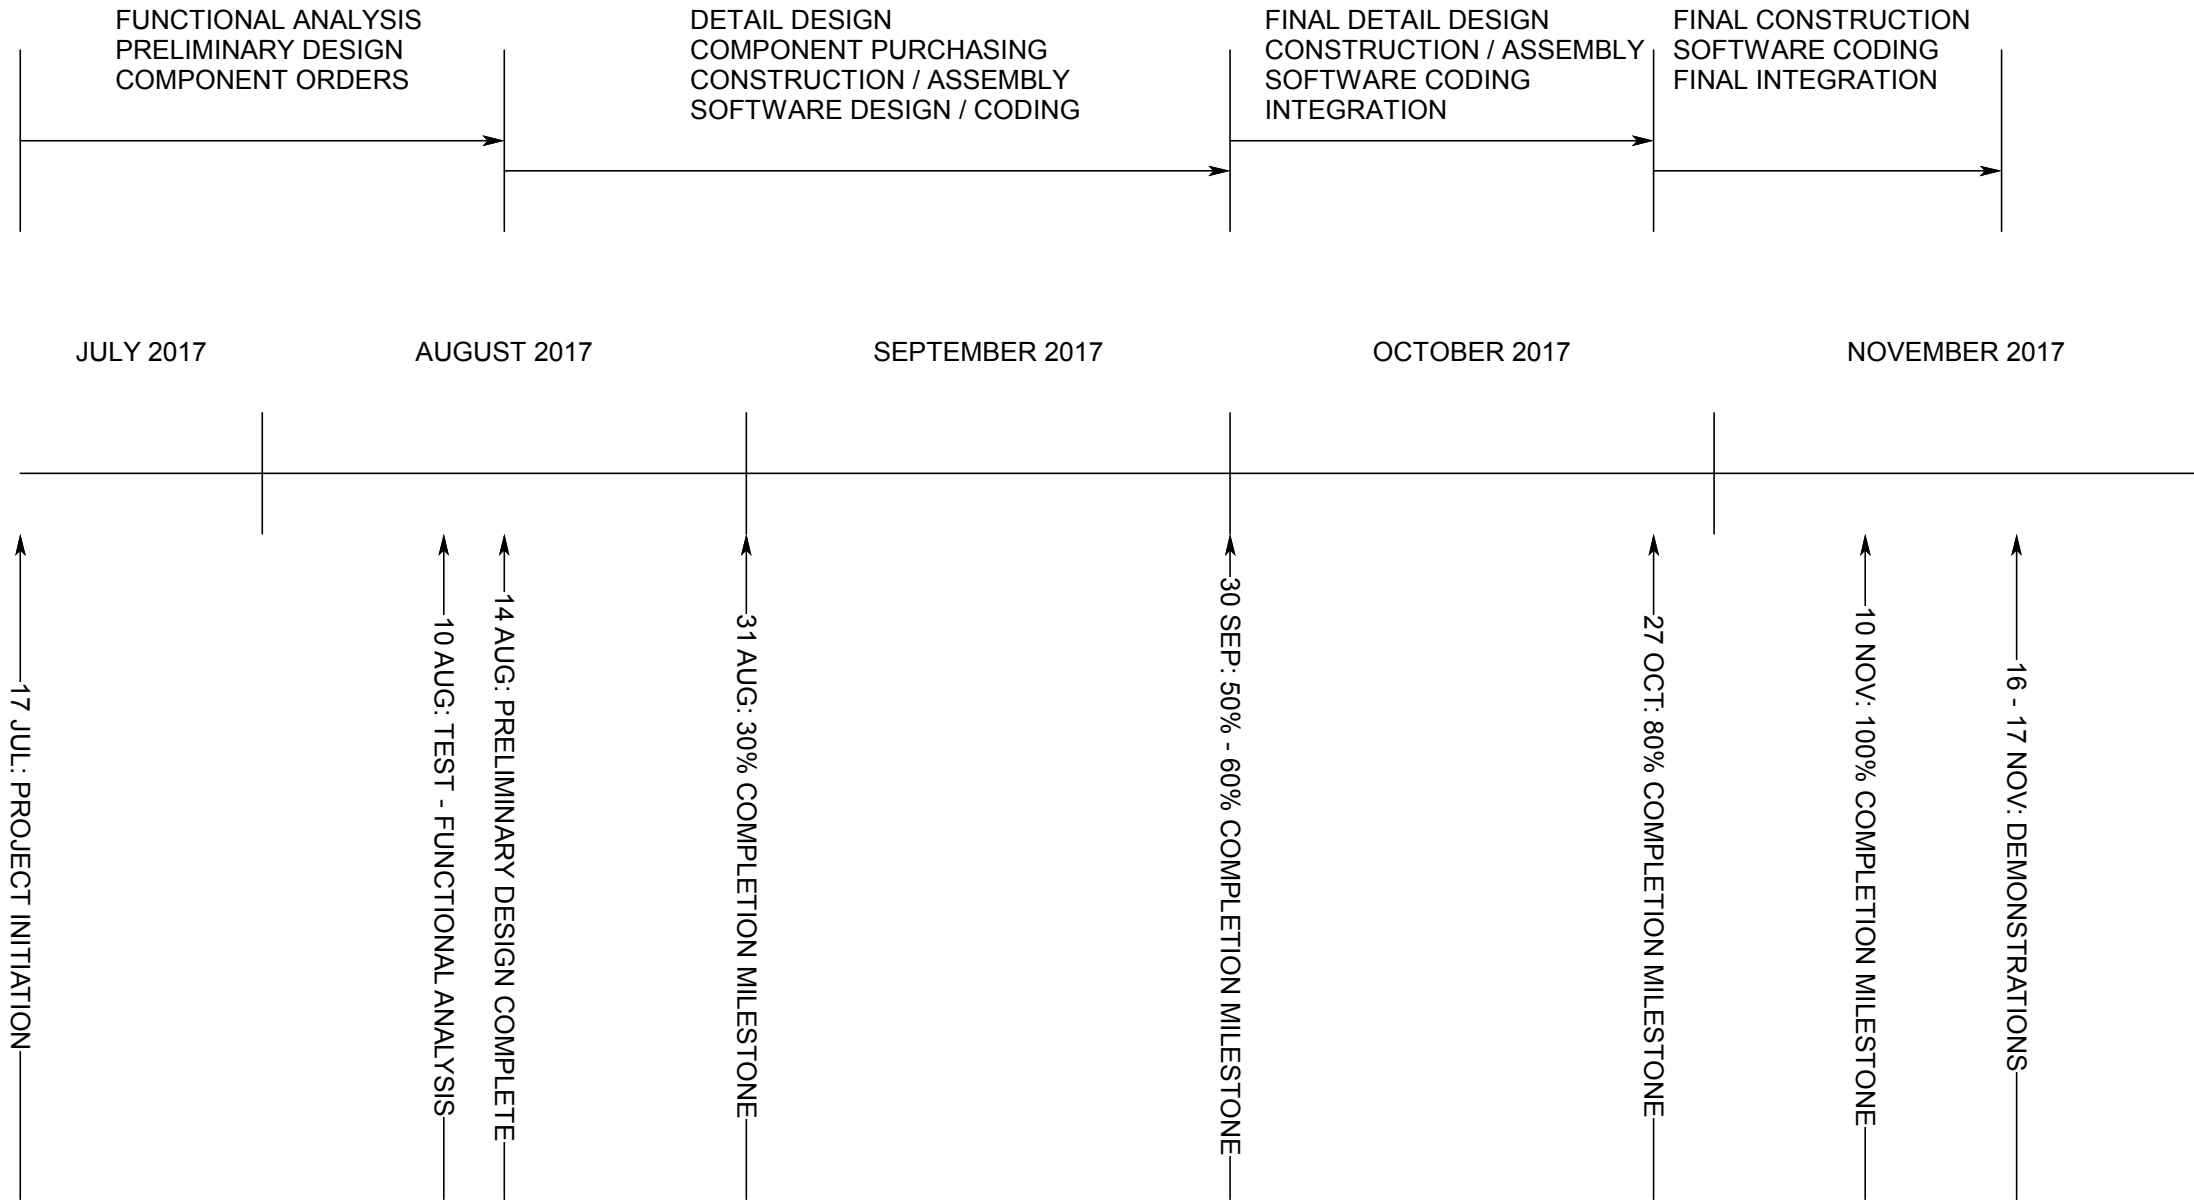 FUNCTIONAL ANALYSIS
PRELIMINARY DESIGN
COMPONENT ORDERS
DETAIL DESIGN
COMPONENT PURCHASING
CONSTRUCTION / ASSEMBLY
SOFTWARE DESIGN / CODING
FINAL DETAIL DESIGN
CONSTRUCTION / ASSEMBLY
SOFTWARE CODING
INTEGRATION
FINAL CONSTRUCTION
SOFTWARE CODING
FINAL INTEGRATION
JULY 2017
AUGUST 2017
SEPTEMBER 2017
OCTOBER 2017
NOVEMBER 2017
17 JUL: PROJECT INITIATION
10 AUG: TEST - FUNCTIONAL ANALYSIS
14 AUG: PRELIMINARY DESIGN COMPLETE
31 AUG: 30% COMPLETION MILESTONE
30 SEP: 50% - 60% COMPLETION MILESTONE
27 OCT: 80% COMPLETION MILESTONE
10 NOV: 100% COMPLETION MILESTONE
16 - 17 NOV: DEMONSTRATIONS